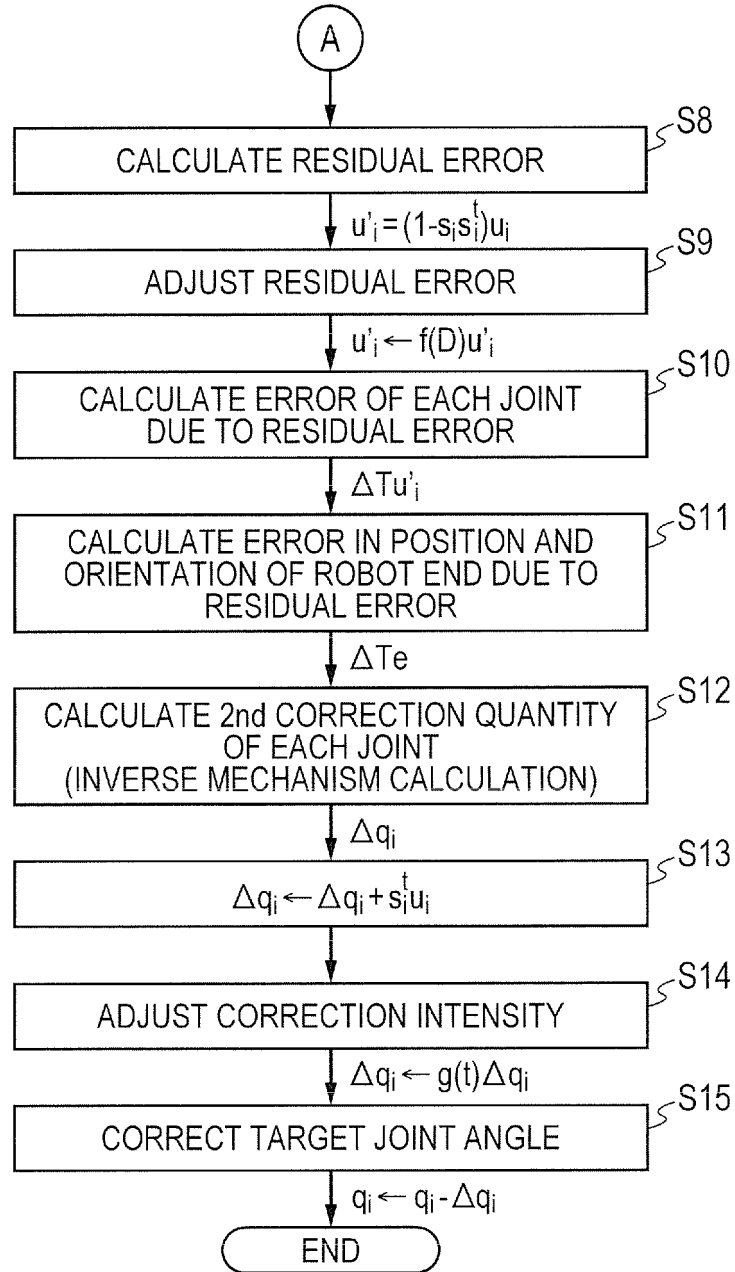 A
S8
CALCULATE RESIDUAL ERROR
u'ᵢ = (1-sᵢsᵢᵗ)uᵢ
S9
ADJUST RESIDUAL ERROR
u'ᵢ ← f(D)u'ᵢ
S10
CALCULATE ERROR OF EACH JOINT
DUE TO RESIDUAL ERROR
ΔTu'ᵢ
S11
CALCULATE ERROR IN POSITION AND
ORIENTATION OF ROBOT END DUE TO
RESIDUAL ERROR
ΔTe
S12
CALCULATE 2nd CORRECTION QUANTITY
OF EACH JOINT
(INVERSE MECHANISM CALCULATION)
Δqᵢ
S13
Δqᵢ ← Δqᵢ + sᵢᵗuᵢ
S14
ADJUST CORRECTION INTENSITY
Δqᵢ ← g(t)Δqᵢ
S15
CORRECT TARGET JOINT ANGLE
qᵢ ← qᵢ - Δqᵢ
END